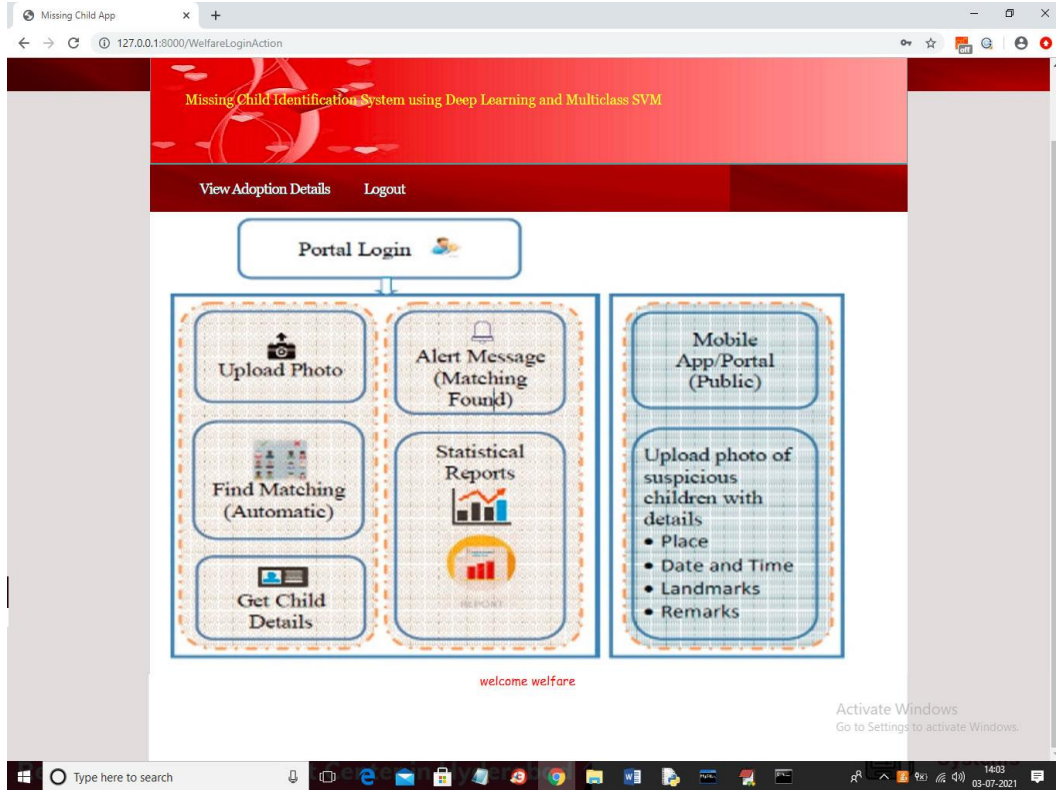 Missing Child App
127.0.0.1:8000/WelfareLoginAction
off
Missing Child Identification System using Deep Learning and Multiclass SVM
View Adoption Details Logout
Portal Login
Upload Photo
Find Matching
(Automatic)
Get Child
Details
Alert Message
(Matching
Found)
Statistical
Reports
REPORT
Mobile
App/Portal
(Public)
Upload photo of
suspicious
children with
details
• Place
• Date and Time
• Landmarks
• Remarks
welcome welfare
Activate Windows
Go to Settings to activate Windows.
Type here to search
14:03
03-07-2021